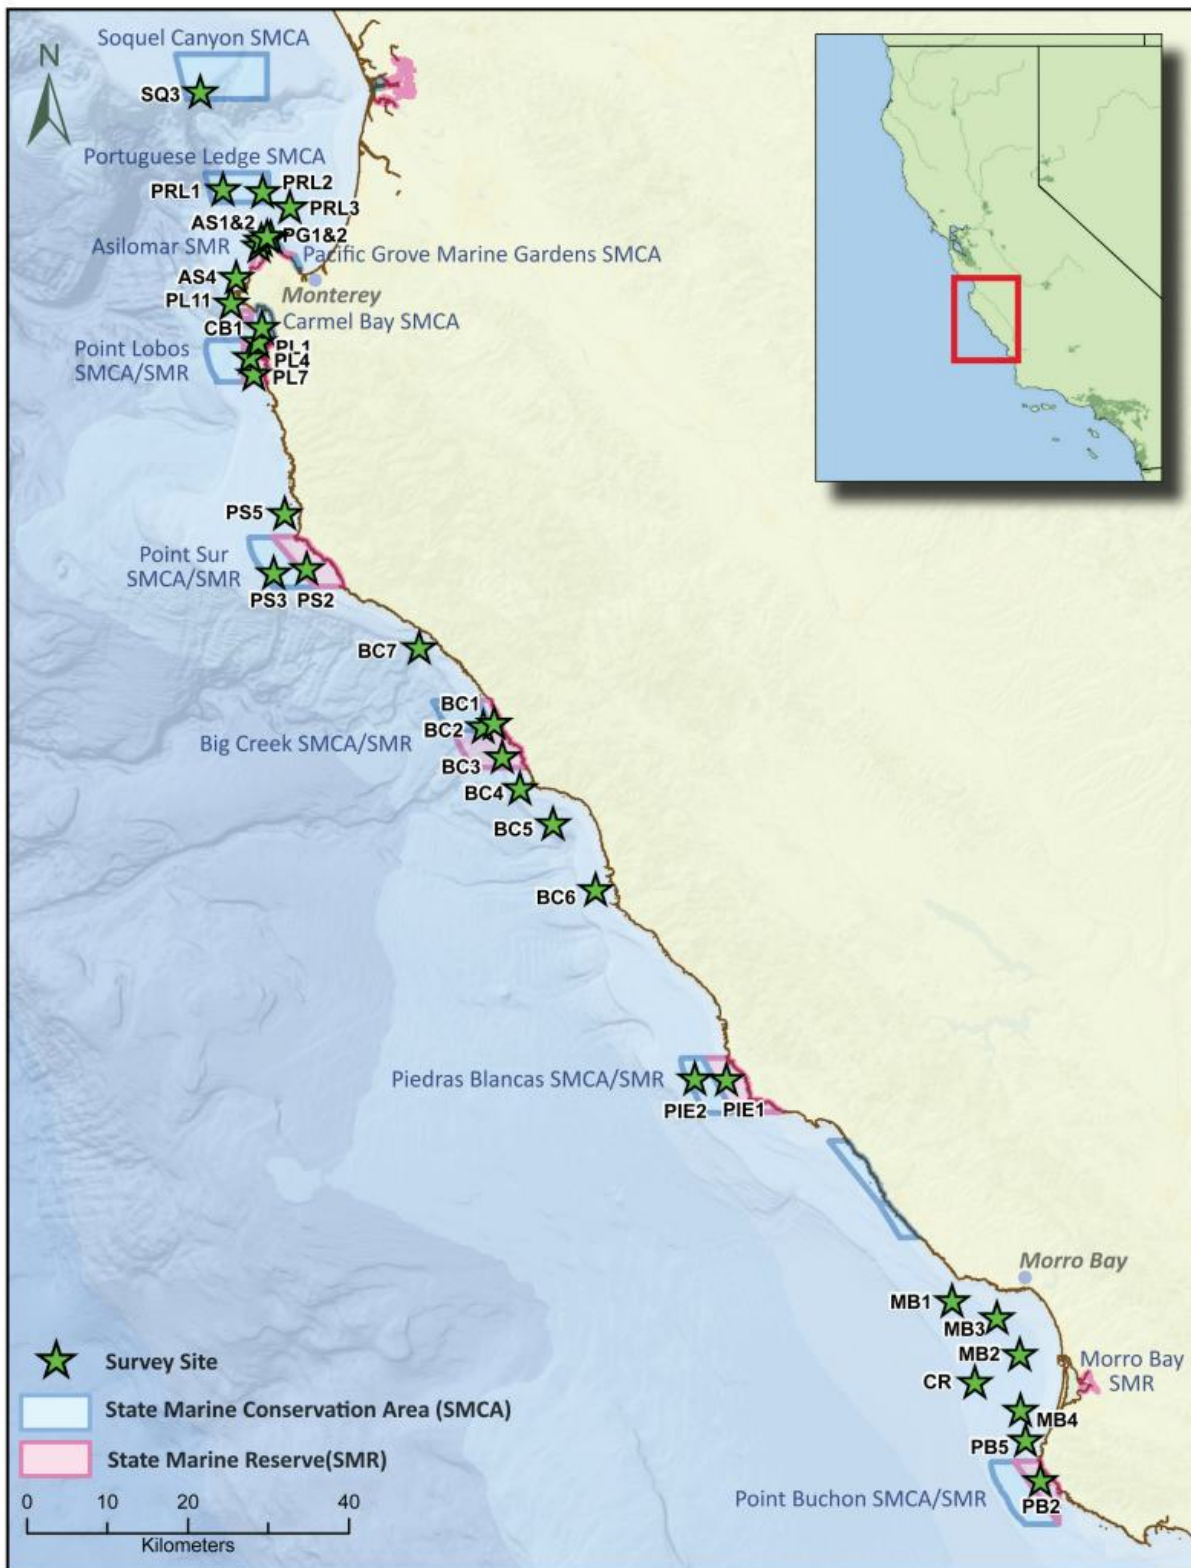 Soquel Canyon SMCA
N
SQ3
Portuguese Ledge SMCA
PRL1
PRL2
PRL3
AS1&2
PG1&2
Asilomar SMR
Pacific Grove Marine Gardens SMCA
AS4
Monterey
PL11
CB1
Carmel Bay SMCA
Point Lobos
SMCA/SMR
PL1
PL4
PL7
PS5
Point Sur
SMCA/SMR
PS3
PS2
BC7
BC1
BC2
Big Creek SMCA/SMR
BC3
BC4
BC5
BC6
Piedras Blancas SMCA/SMR
PIE2
PIE1
Morro Bay
MB1
MB3
MB2
CR
Morro Bay
SMR
MB4
PB5
Point Buchon SMCA/SMR
PB2
Survey Site
State Marine Conservation Area (SMCA)
State Marine Reserve(SMR)
0 20 40
Kilometers